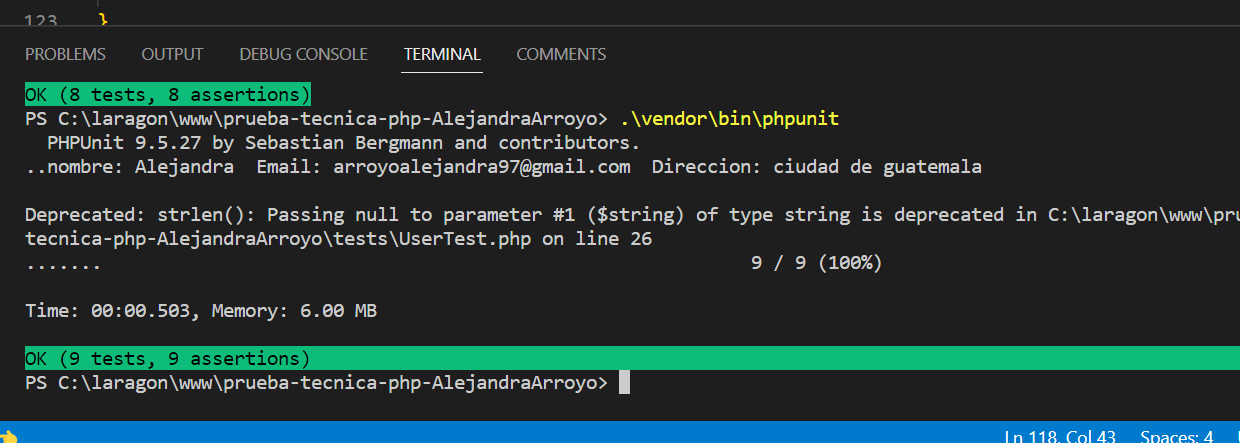 123 }
PROBLEMS OUTPUT DEBUG CONSOLE TERMINAL COMMENTS
OK (8 tests, 8 assertions)
PS C:\laragon\www\prueba-tecnica-php-AlejandraArroyo> .\vendor\bin\phpunit
PHPUnit 9.5.27 by Sebastian Bergmann and contributors.
..nombre: Alejandra  Email: arroyoalejandra97@gmail.com  Direccion: ciudad de guatemala
Deprecated: strlen(): Passing null to parameter #1 ($string) of type string is deprecated in C:\laragon\www\pru
tecnica-php-AlejandraArroyo\tests\UserTest.php on line 26
....... 9 / 9 (100%)
Time: 00:00.503, Memory: 6.00 MB
OK (9 tests, 9 assertions)
PS C:\laragon\www\prueba-tecnica-php-AlejandraArroyo>
Ln 118, Col 43 Spaces: 4